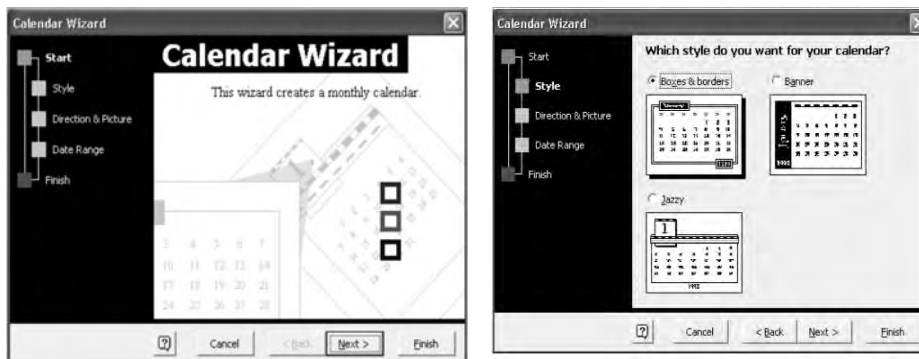 Calendar Wizard
Start
Style
Direction & Picture
Date Range
Finish
Calendar Wizard
This wizard creates a monthly calendar.
Cancel
< Back
Next >
Finish
Calendar Wizard
Start
Style
Direction & Picture
Date Range
Finish
Which style do you want for your calendar?
Boxes & borders
Banner
Jazzy
1
1992
Cancel
< Back
Next >
Finish